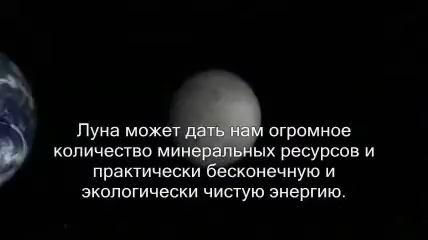 Луна может дать нам огромное
количество минеральных ресурсов и
практически бесконечную и
экологически чистую энергию.